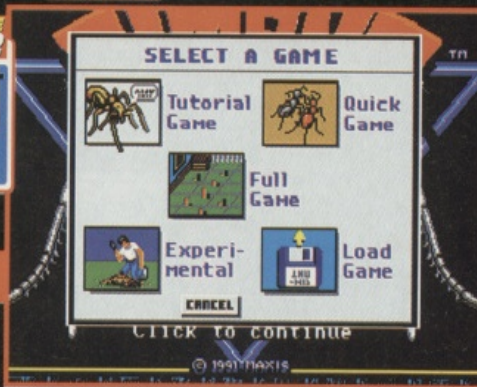 TM
SELECT A GAME
Tutorial
Game
Quick
Game
Full
Game
Experi-
mental
Load
Game
CANCEL
Click to continue
© 1991 MAXIS